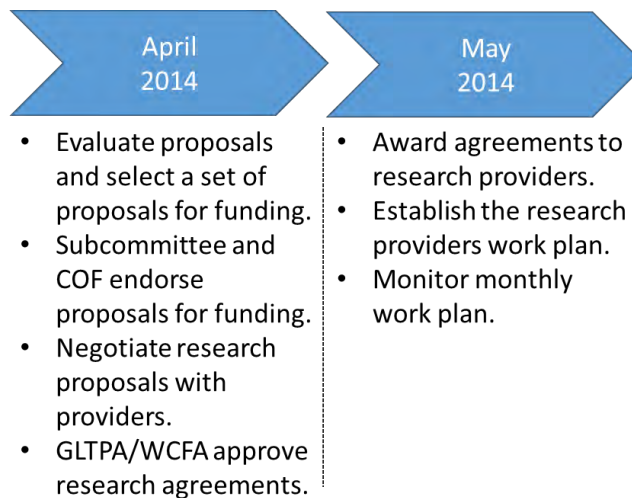 April
2014
• Evaluate proposals
and select a set of
proposals for funding.
• Subcommittee and
COF endorse
proposals for funding.
• Negotiate research
proposals with
providers.
• GLTPA/WCFA approve
research agreements.
May
2014
• Award agreements to
research providers.
• Establish the research
providers work plan.
• Monitor monthly
work plan.